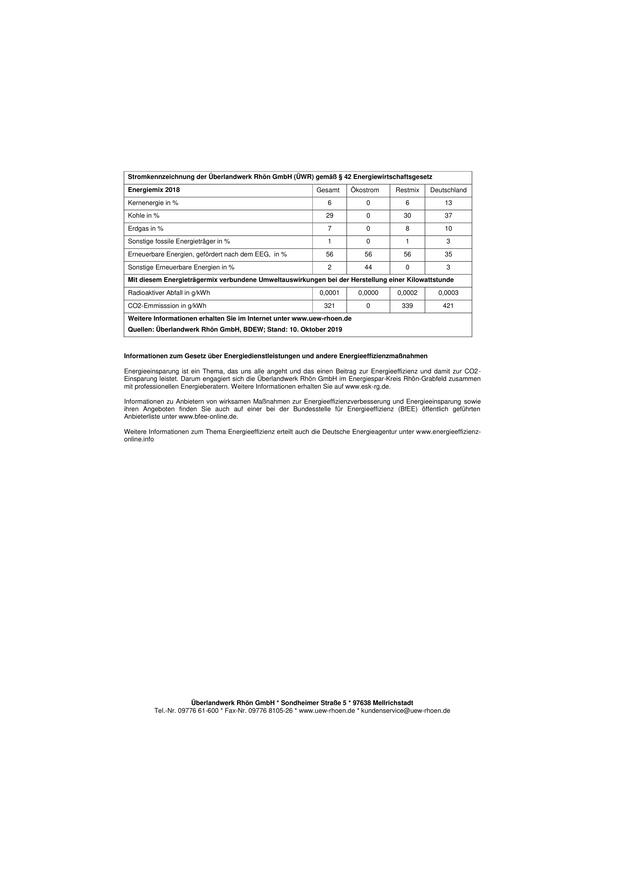 Stromkennzeichnung der Überlandwerk Rhön GmbH (ÜWR) gemäß § 42 Energiewirtschaftsgesetz
Energiemix 2018 Gesamt Ökostrom Restmix Deutschland
Kernenergie in % 6 0 6 13
Kohle in % 29 0 30 37
Erdgas in % 7 0 8 10
Sonstige fossile Energieträger in % 1 0 1 3
Erneuerbare Energien, gefördert nach dem EEG, in % 56 56 56 35
Sonstige Erneuerbare Energien in % 2 44 0 3
Mit diesem Energieträgermix verbundene Umweltauswirkungen bei der Herstellung einer Kilowattstunde
Radioaktiver Abfall in g/kWh 0,0001 0,0000 0,0002 0,0003
CO2-Emmisssion in g/kWh 321 0 339 421
Weitere Informationen erhalten Sie im Internet unter www.uew-rhoen.de
Quellen: Überlandwerk Rhön GmbH, BDEW; Stand: 10. Oktober 2019
Informationen zum Gesetz über Energiedienstleistungen und andere Energieeffizienzmaßnahmen
Energieeinsparung ist ein Thema, das uns alle angeht und das einen Beitrag zur Energieeffizienz und damit zur CO2-
Einsparung leistet. Darum engagiert sich die Überlandwerk Rhön GmbH im Energiespar-Kreis Rhön-Grabfeld zusammen
mit professionellen Energieberatern. Weitere Informationen erhalten Sie auf www.esk-rg.de.
Informationen zu Anbietern von wirksamen Maßnahmen zur Energieeffizienzverbesserung und Energieeinsparung sowie
ihren Angeboten finden Sie auch auf einer bei der Bundesstelle für Energieeffizienz (BfEE) öffentlich geführten
Anbieterliste unter www.bfee-online.de.
Weitere Informationen zum Thema Energieeffizienz erteilt auch die Deutsche Energieagentur unter www.energieeffizienz-
online.info
Überlandwerk Rhön GmbH * Sondheimer Straße 5 * 97638 Mellrichstadt
Tel.-Nr. 09776 61-600 * Fax-Nr. 09776 8105-26 * www.uew-rhoen.de * kundenservice@uew-rhoen.de